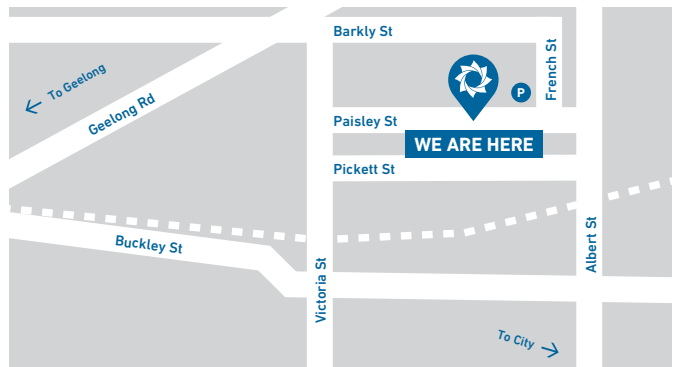 Barkly St
French St
To Geelong
Geelong Rd
P
Paisley St
WE ARE HERE
Pickett St
Buckley St
Victoria St
Albert St
To City